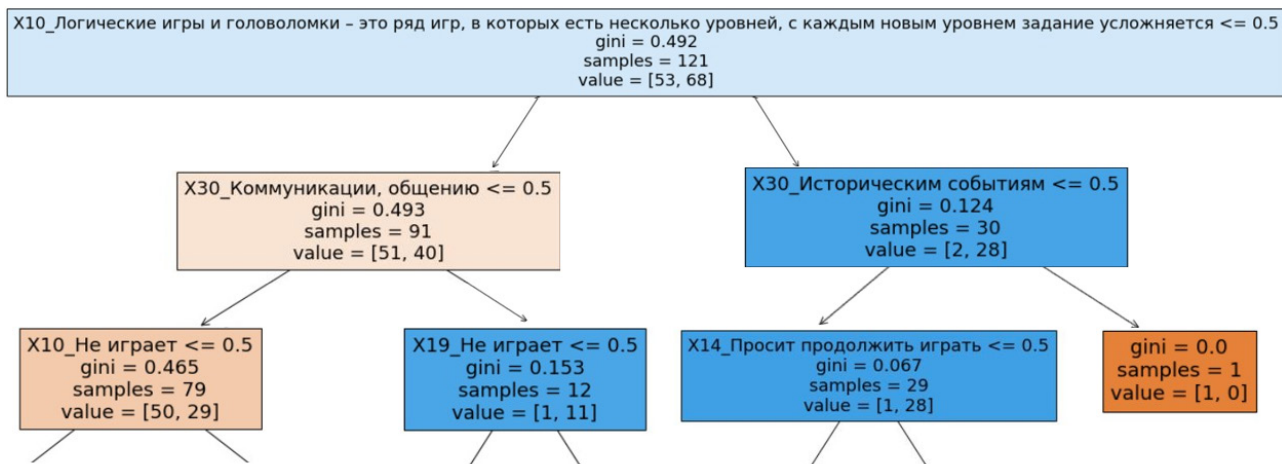 X10_Логические игры и головоломки – это ряд игр, в которых есть несколько уровней, с каждым новым уровнем задание усложняется <= 0.5
gini = 0.492
samples = 121
value = [53, 68]
X30_Коммуникации, общению <= 0.5
gini = 0.493
samples = 91
value = [51, 40]
X30_Историческим событиям <= 0.5
gini = 0.124
samples = 30
value = [2, 28]
X10_Не играет <= 0.5
gini = 0.465
samples = 79
value = [50, 29]
X19_Не играет <= 0.5
gini = 0.153
samples = 12
value = [1, 11]
X14_Просит продолжить играть <= 0.5
gini = 0.067
samples = 29
value = [1, 28]
gini = 0.0
samples = 1
value = [1, 0]